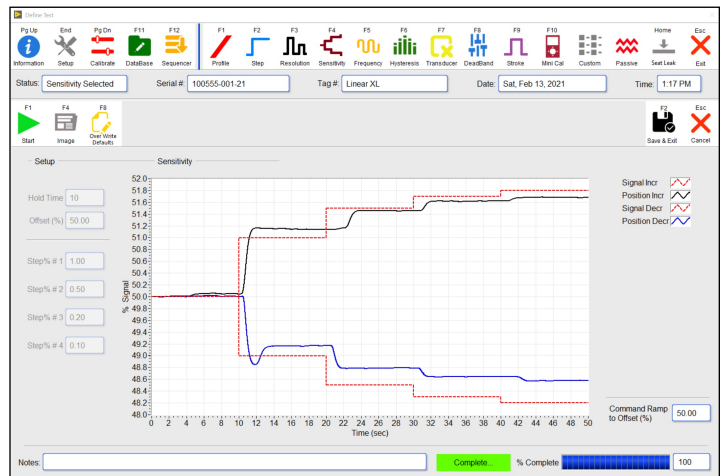 Define Test
Pg Up End Pg Dn F11 F12 F1 F2 F3 F4 F5 F6 F7 F8 F9 F10 Home Esc
Information Setup Calibrate DataBase Sequencer Profile Step Resolution Sensitivity Frequency Hysteresis Transducer DeadBand Stroke Mini Cal Custom Passive Seat Leak Exit
Status: Sensitivity Selected Serial #: 100555-001-21 Tag #: Linear XL Date: Sat, Feb 13, 2021 Time: 1:17 PM
F1 F4 F8 F2 Esc
Start Image Over Write Defaults Save & Exit Cancel
Setup Sensitivity
Hold Time 10
Offset (%) 50.00
Step% # 1 1.00
Step% # 2 0.50
Step% # 3 0.20
Step% # 4 0.10
% Signal
52.0
51.8
51.6
51.4
51.2
51.0
50.8
50.6
50.4
50.2
50.0
49.8
49.6
49.4
49.2
49.0
48.8
48.6
48.4
48.2
48.0
0 2 4 6 8 10 12 14 16 18 20 22 24 26 28 30 32 34 36 38 40 42 44 46 48 50
Time (sec)
Signal Incr
Position Incr
Signal Decr
Position Decr
Command Ramp
to Offset (%) 50.00
Notes: Complete... % Complete 100